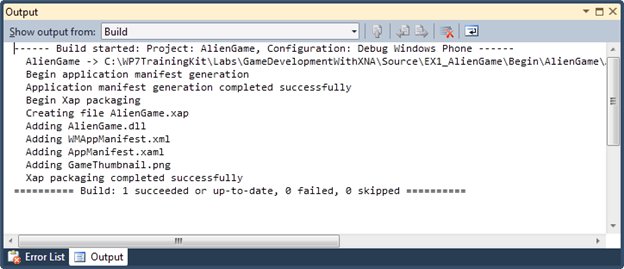 Output
Show output from: Build
------ Build started: Project: AlienGame, Configuration: Debug Windows Phone ------
AlienGame -> C:\WP7TrainingKit\Labs\GameDevelopmentWithXNA\Source\EX1_AlienGame\Begin\AlienGame\
Begin application manifest generation
Application manifest generation completed successfully
Begin Xap packaging
Creating file AlienGame.xap
Adding AlienGame.dll
Adding WMAppManifest.xml
Adding AppManifest.xaml
Adding GameThumbnail.png
Xap packaging completed successfully
========== Build: 1 succeeded or up-to-date, 0 failed, 0 skipped ==========
Error List Output